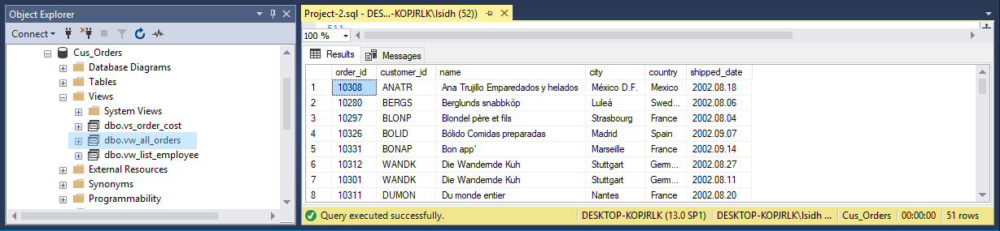 Object Explorer
Connect
Cus_Orders
Database Diagrams
Tables
Views
System Views
dbo.vs_order_cost
dbo.vw_all_orders
dbo.vw_list_employee
External Resources
Synonyms
Programmability
Project-2.sql - DES...-KOPJRLK\lsidh (52))
511
100 %
Results Messages
order_id customer_id name city country shipped_date
1 10308 ANATR Ana Trujillo Emparedados y helados México D.F. Mexico 2002.08.18
2 10280 BERGS Berglunds snabbköp Luleå Swed... 2002.08.06
3 10297 BLONP Blondel père et fils Strasbourg France 2002.08.04
4 10326 BOLID Bólido Comidas preparadas Madrid Spain 2002.09.07
5 10331 BONAP Bon app' Marseille France 2002.09.14
6 10312 WANDK Die Wandernde Kuh Stuttgart Germ... 2002.08.27
7 10301 WANDK Die Wandernde Kuh Stuttgart Germ... 2002.08.11
8 10311 DUMON Du monde entier Nantes France 2002.08.20
Query executed successfully. DESKTOP-KOPJRLK (13.0 SP1) DESKTOP-KOPJRLK\lsidh ... Cus_Orders 00:00:00 51 rows